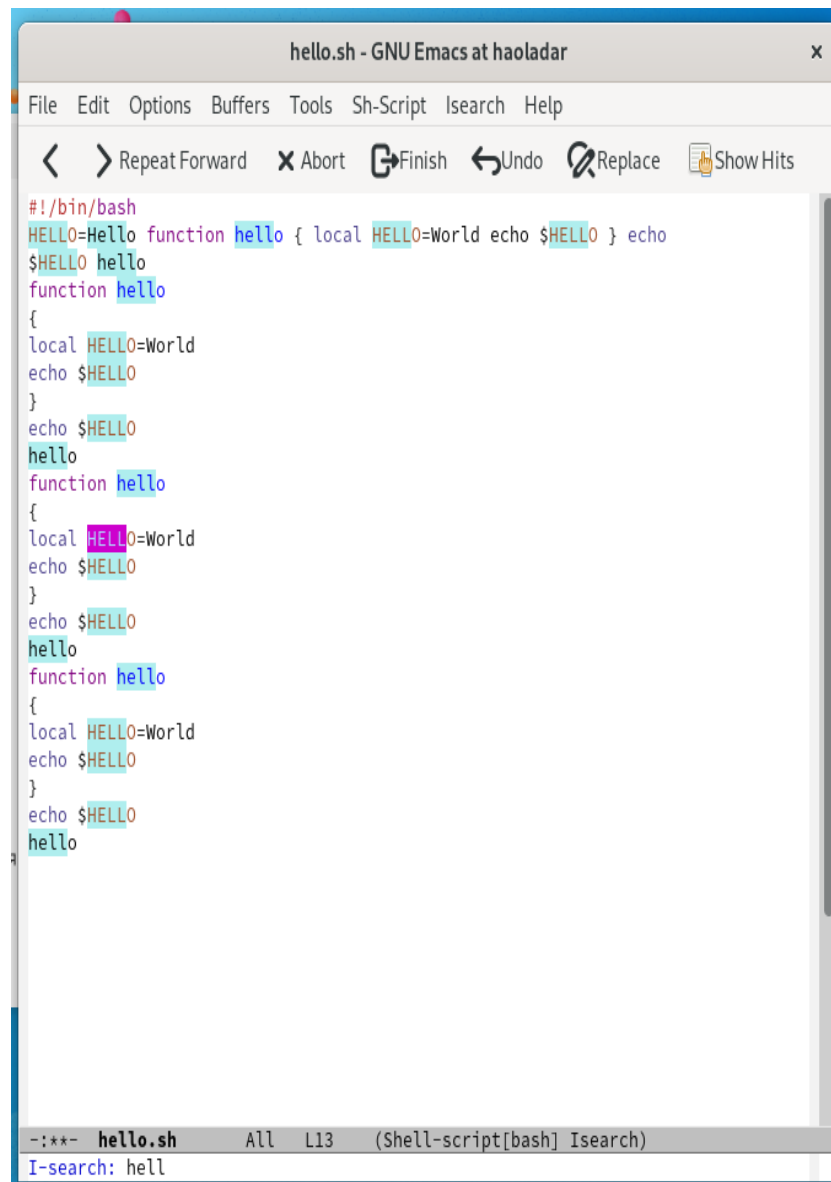 hello.sh - GNU Emacs at haoladar ×
File Edit Options Buffers Tools Sh-Script Isearch Help
Repeat Forward Abort Finish Undo Replace Show Hits
#!/bin/bash
HELLO=Hello function hello { local HELLO=World echo $HELLO } echo
$HELLO hello
function hello
{
local HELLO=World
echo $HELLO
}
echo $HELLO
hello
function hello
{
local HELLO=World
echo $HELLO
}
echo $HELLO
hello
function hello
{
local HELLO=World
echo $HELLO
}
echo $HELLO
hello
-:**- hello.sh All L13 (Shell-script[bash] Isearch)
I-search: hell